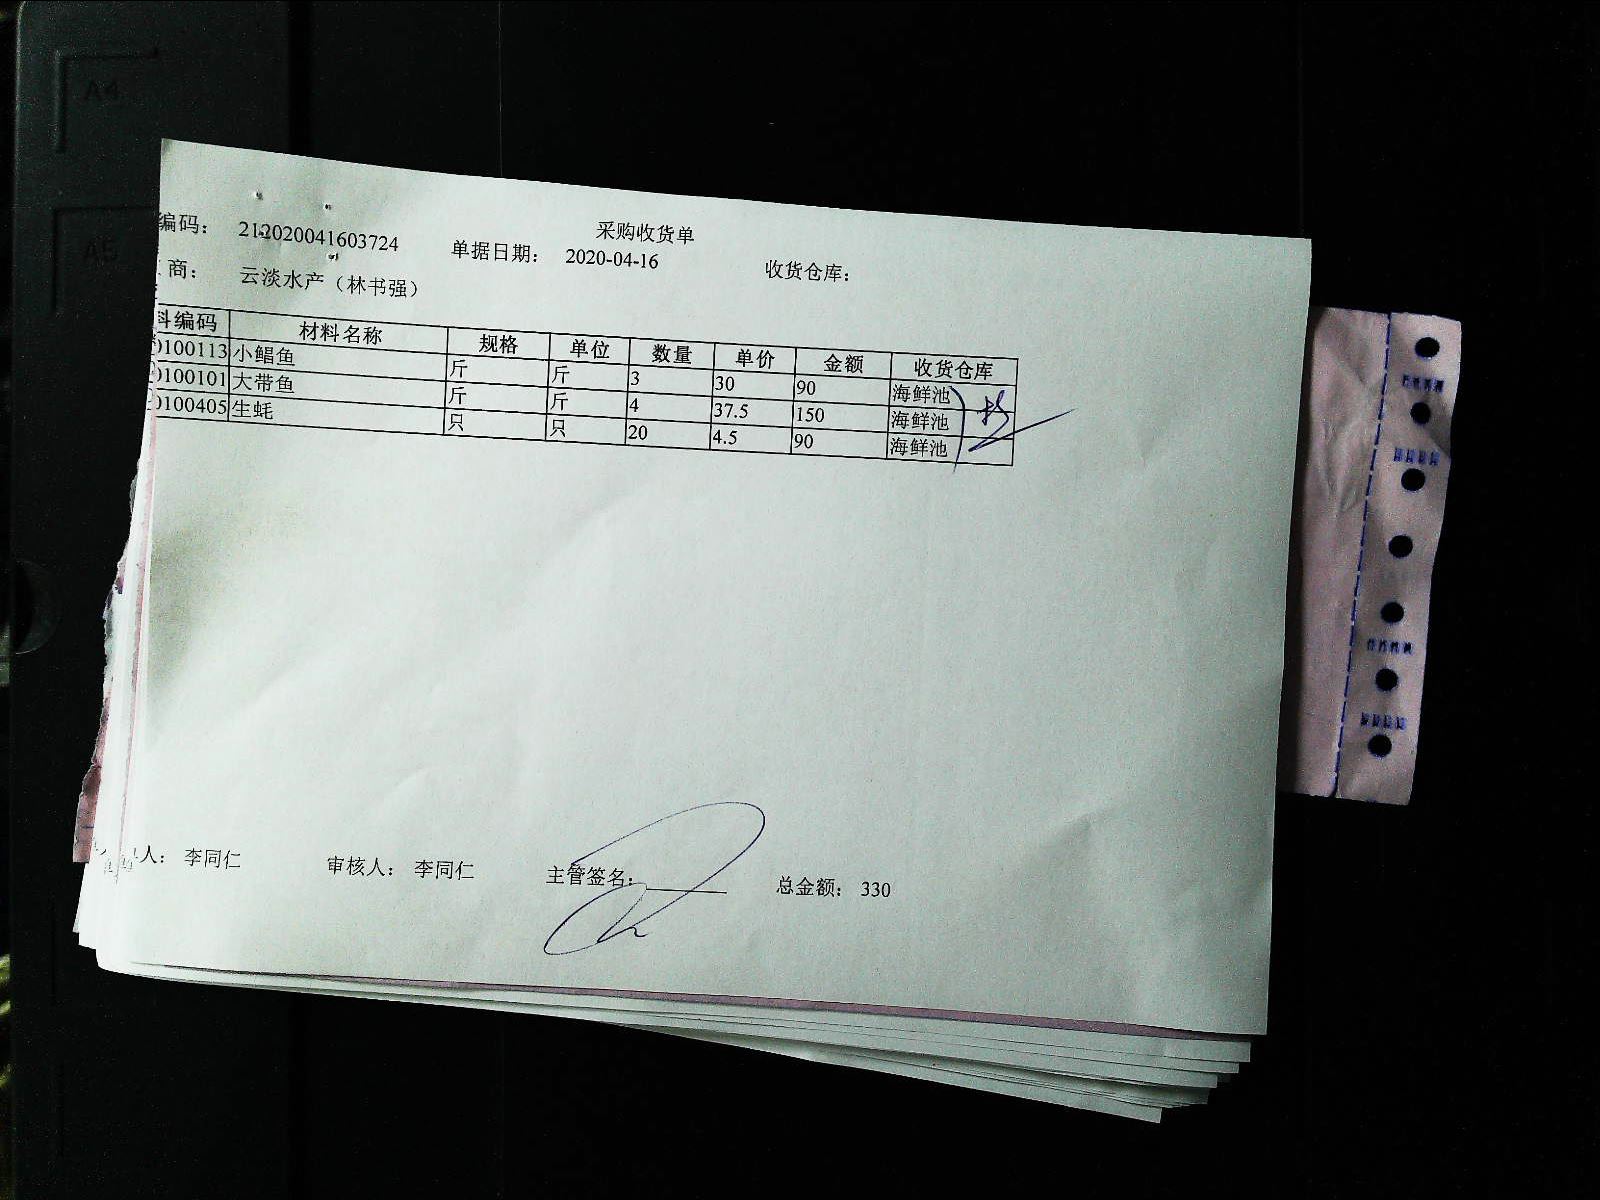 采购收货单
编码： 212020041603724 单据日期： 2020-04-16 收货仓库：
商： 云淡水产（林书强）
料编码 材料名称 规格 单位 数量 单价 金额 收货仓库
0100113 小鲳鱼 斤 斤 3 30 90 海鲜池
0100101 大带鱼 斤 斤 4 37.5 150 海鲜池
0100405 生蚝 只 只 20 4.5 90 海鲜池
人： 李同仁 审核人： 李同仁 主管签名： 总金额： 330
A4
A5